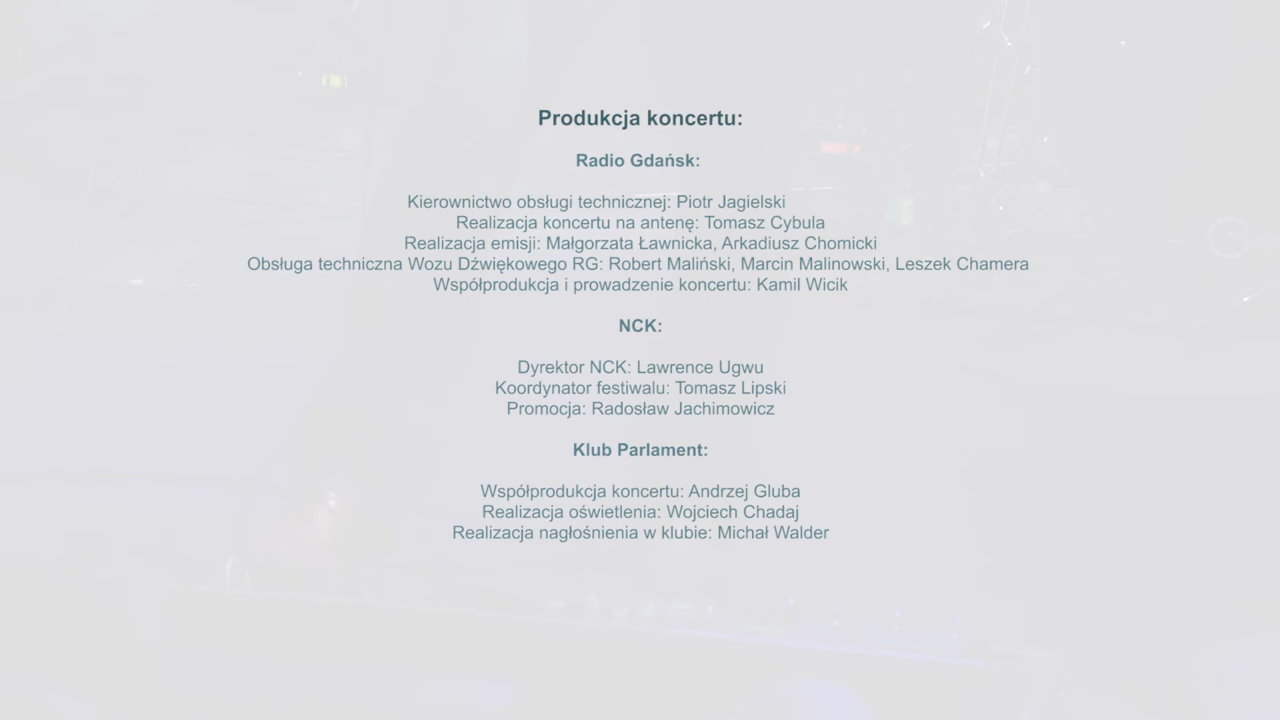 Produkcja koncertu:
Radio Gdańsk:
Kierownictwo obsługi technicznej: Piotr Jagielski
Realizacja koncertu na antenę: Tomasz Cybula
Realizacja emisji: Małgorzata Ławnicka, Arkadiusz Chomicki
Obsługa techniczna Wozu Dźwiękowego RG: Robert Maliński, Marcin Malinowski, Leszek Chamera
Współprodukcja i prowadzenie koncertu: Kamil Wicik
NCK:
Dyrektor NCK: Lawrence Ugwu
Koordynator festiwalu: Tomasz Lipski
Promocja: Radosław Jachimowicz
Klub Parlament:
Współprodukcja koncertu: Andrzej Gluba
Realizacja oświetlenia: Wojciech Chadaj
Realizacja nagłośnienia w klubie: Michał Walder